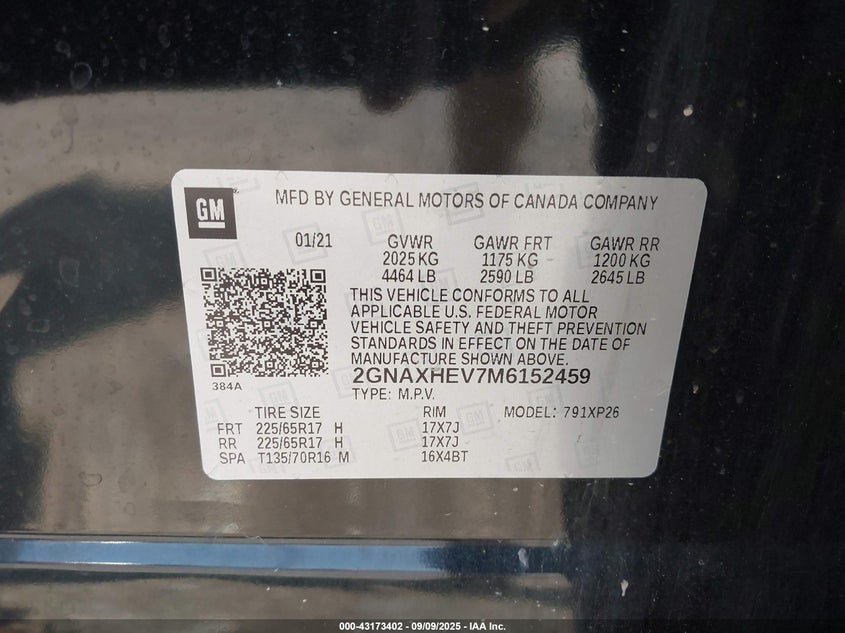 GM
MFD BY GENERAL MOTORS OF CANADA COMPANY
01/21 GVWR GAWR FRT GAWR RR
2025 KG 1175 KG 1200 KG
4464 LB 2590 LB 2645 LB
THIS VEHICLE CONFORMS TO ALL
APPLICABLE U.S. FEDERAL MOTOR
VEHICLE SAFETY AND THEFT PREVENTION
STANDARDS IN EFFECT ON THE DATE OF
MANUFACTURE SHOWN ABOVE.
384A
2GNAXHEV7M6152459
TYPE: M.P.V.
TIRE SIZE RIM MODEL: 791XP26
FRT 225/65R17 H 17X7J
RR 225/65R17 H 17X7J
SPA T135/70R16 M 16X4BT
000-43173402 - 09/09/2025 - IAA Inc.